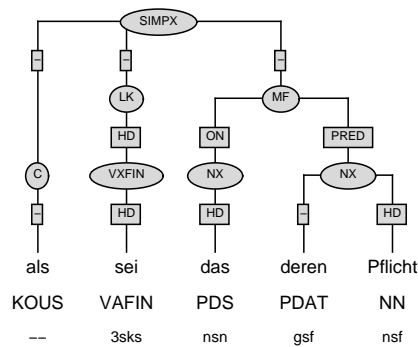 SIMPX
– – –
LK MF
HD ON PRED
C VXFIN NX NX
– HD HD – HD
als sei das deren Pflicht
KOUS VAFIN PDS PDAT NN
–– 3sks nsn gsf nsf